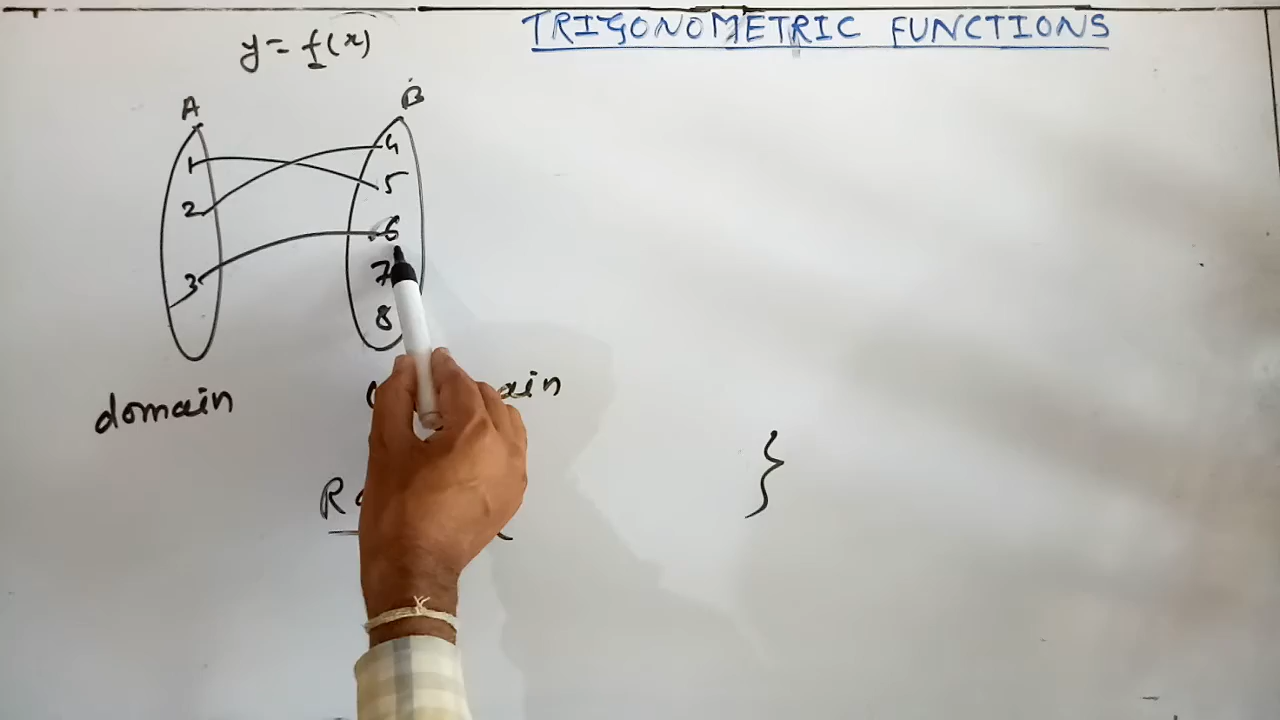 TRIGONOMETRIC FUNCTIONS
y = f(x)
A B
1 4
2 5
3 6
7
8
domain
}